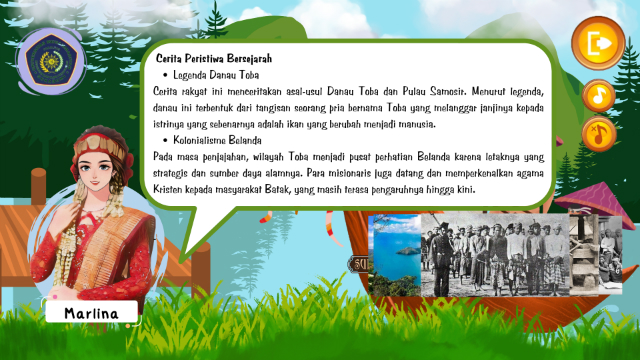 Cerita Peristiwa Bersejarah
• Legenda Danau Toba
Cerita rakyat ini menceritakan asal-usul Danau Toba dan Pulau Samosir. Menurut legenda,
danau ini terbentuk dari tangisan seorang pria bernama Toba yang melanggar janjinya kepada
istrinya yang sebenarnya adalah ikan yang berubah menjadi manusia.
• Kolonialisme Belanda
Pada masa penjajahan, wilayah Toba menjadi pusat perhatian Belanda karena letaknya yang
strategis dan sumber daya alamnya. Para misionaris juga datang dan memperkenalkan agama
Kristen kepada masyarakat Batak, yang masih terasa pengaruhnya hingga kini.
Marlina